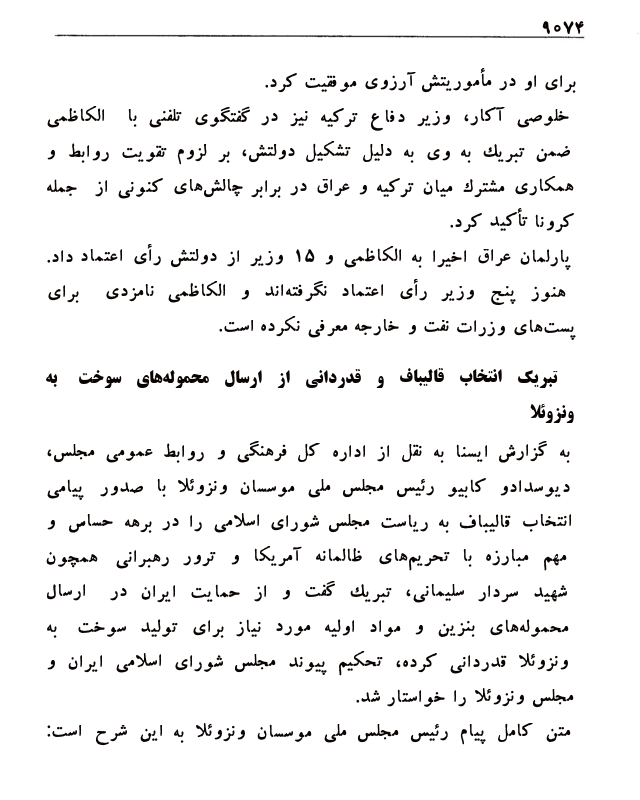 ۹۰۷۴
برای او در مأموریتش آرزوی موفقیت کرد.
خلوصی آکار، وزیر دفاع ترکیه نیز در گفتگوی تلفنی با الکاظمی
ضمن تبریك به وی به دلیل تشکیل دولتش، بر لزوم تقویت روابط و
همکاری مشترك میان ترکیه و عراق در برابر چالش‌های کنونی از جمله
کرونا تأکید کرد.
پارلمان عراق اخیرا به الکاظمی و ۱۵ وزیر از دولتش رأی اعتماد داد.
هنوز پنج وزیر رأی اعتماد نگرفته‌اند و الکاظمی نامزدی برای
پست‌های وزرات نفت و خارجه معرفی نکرده است.
تبریک انتخاب قالیباف و قدردانی از ارسال محموله‌های سوخت به
ونزوئلا
به گزارش ایسنا به نقل از اداره کل فرهنگی و روابط عمومی مجلس،
دیوسدادو کابیو رئیس مجلس ملی موسسان ونزوئلا با صدور پیامی
انتخاب قالیباف به ریاست مجلس شورای اسلامی را در برهه حساس و
مهم مبارزه با تحریم‌های ظالمانه آمریکا و ترور رهبرانی همچون
شهید سردار سلیمانی، تبریك گفت و از حمایت ایران در ارسال
محموله‌های بنزین و مواد اولیه مورد نیاز برای تولید سوخت به
ونزوئلا قدردانی کرده، تحکیم پیوند مجلس شورای اسلامی ایران و
مجلس ونزوئلا را خواستار شد.
متن کامل پیام رئیس مجلس ملی موسسان ونزوئلا به این شرح است: